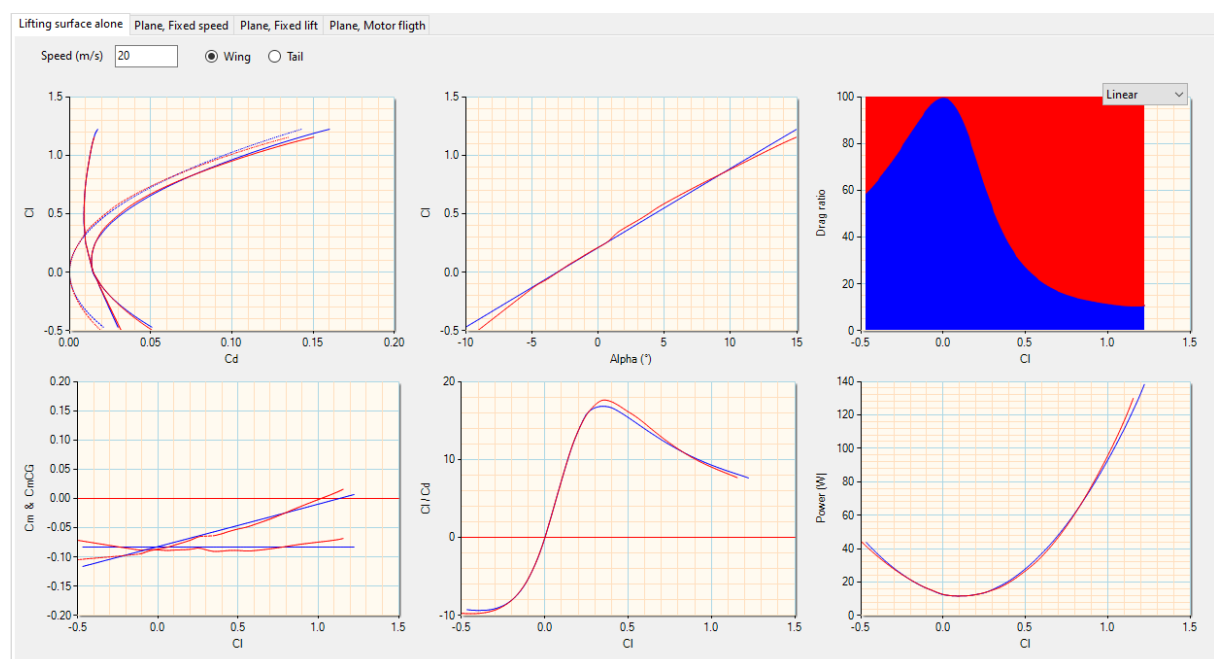 Lifting surface alone Plane, Fixed speed Plane, Fixed lift Plane, Motor fligth
Speed (m/s) 20 Wing Tail
Linear
1.5
1.0
0.5
0.0
-0.5
Cl
0.00 0.05 0.10 0.15 0.20
Cd
1.5
1.0
0.5
0.0
-0.5
Cl
-10 -5 0 5 10 15
Alpha (°)
100
80
60
40
20
0
Drag ratio
-0.5 0.0 0.5 1.0 1.5
Cl
0.20
0.15
0.10
0.05
0.00
-0.05
-0.10
-0.15
-0.20
Cm & CmCG
-0.5 0.0 0.5 1.0 1.5
Cl
20
10
0
-10
Cl / Cd
-0.5 0.0 0.5 1.0 1.5
Cl
140
120
100
80
60
40
20
0
Power (W)
-0.5 0.0 0.5 1.0 1.5
Cl